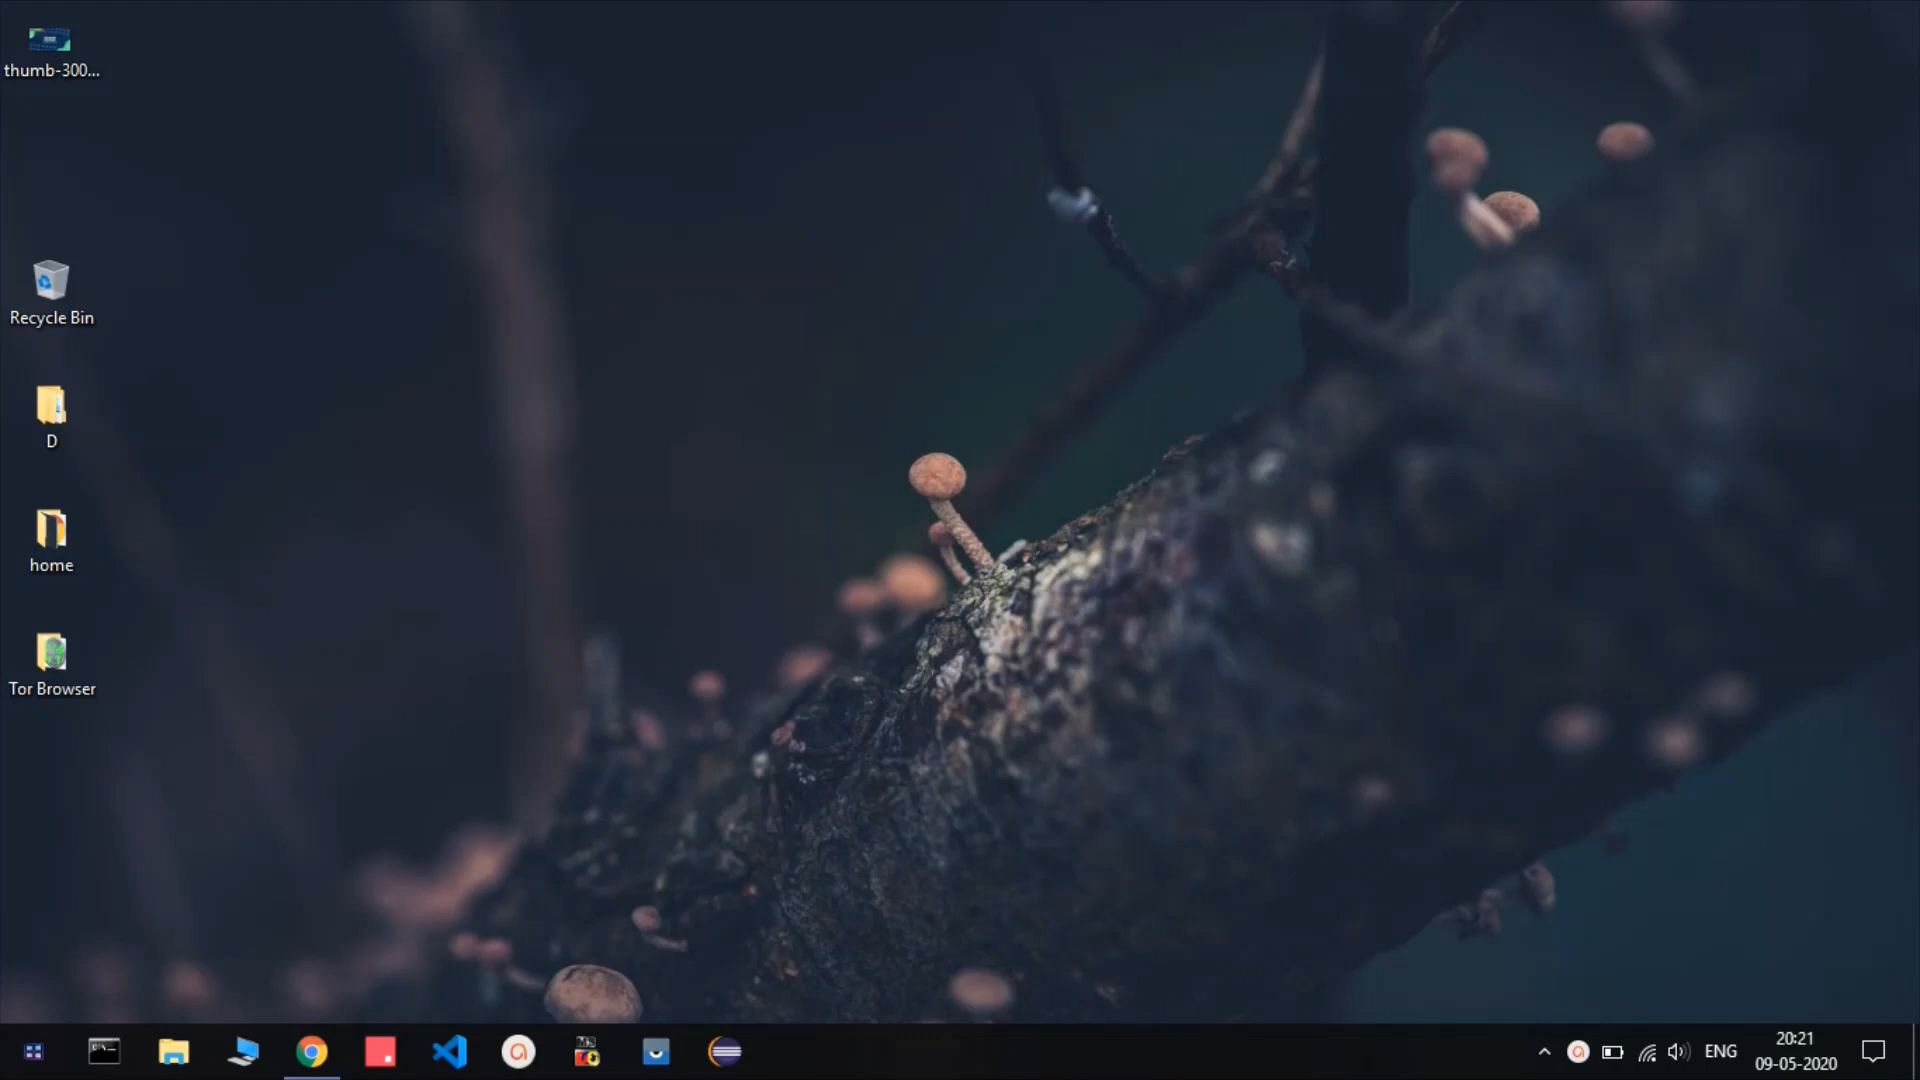 thumb-300...
Recycle Bin
D
home
Tor Browser
ENG
20:21
09-05-2020